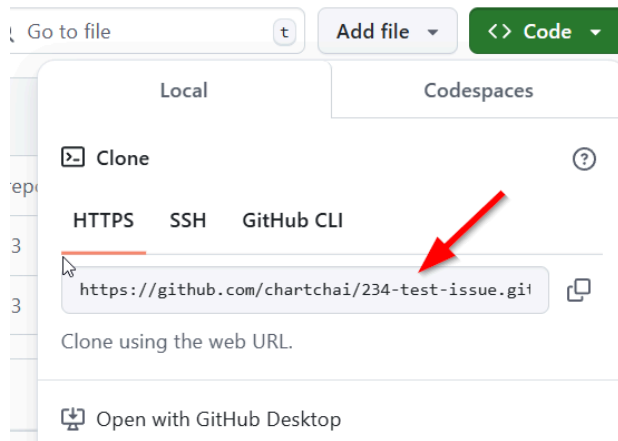 Go to file t Add file <> Code
Local Codespaces
Clone
HTTPS SSH GitHub CLI
3
https://github.com/chartchai/234-test-issue.git
3
Clone using the web URL.
Open with GitHub Desktop